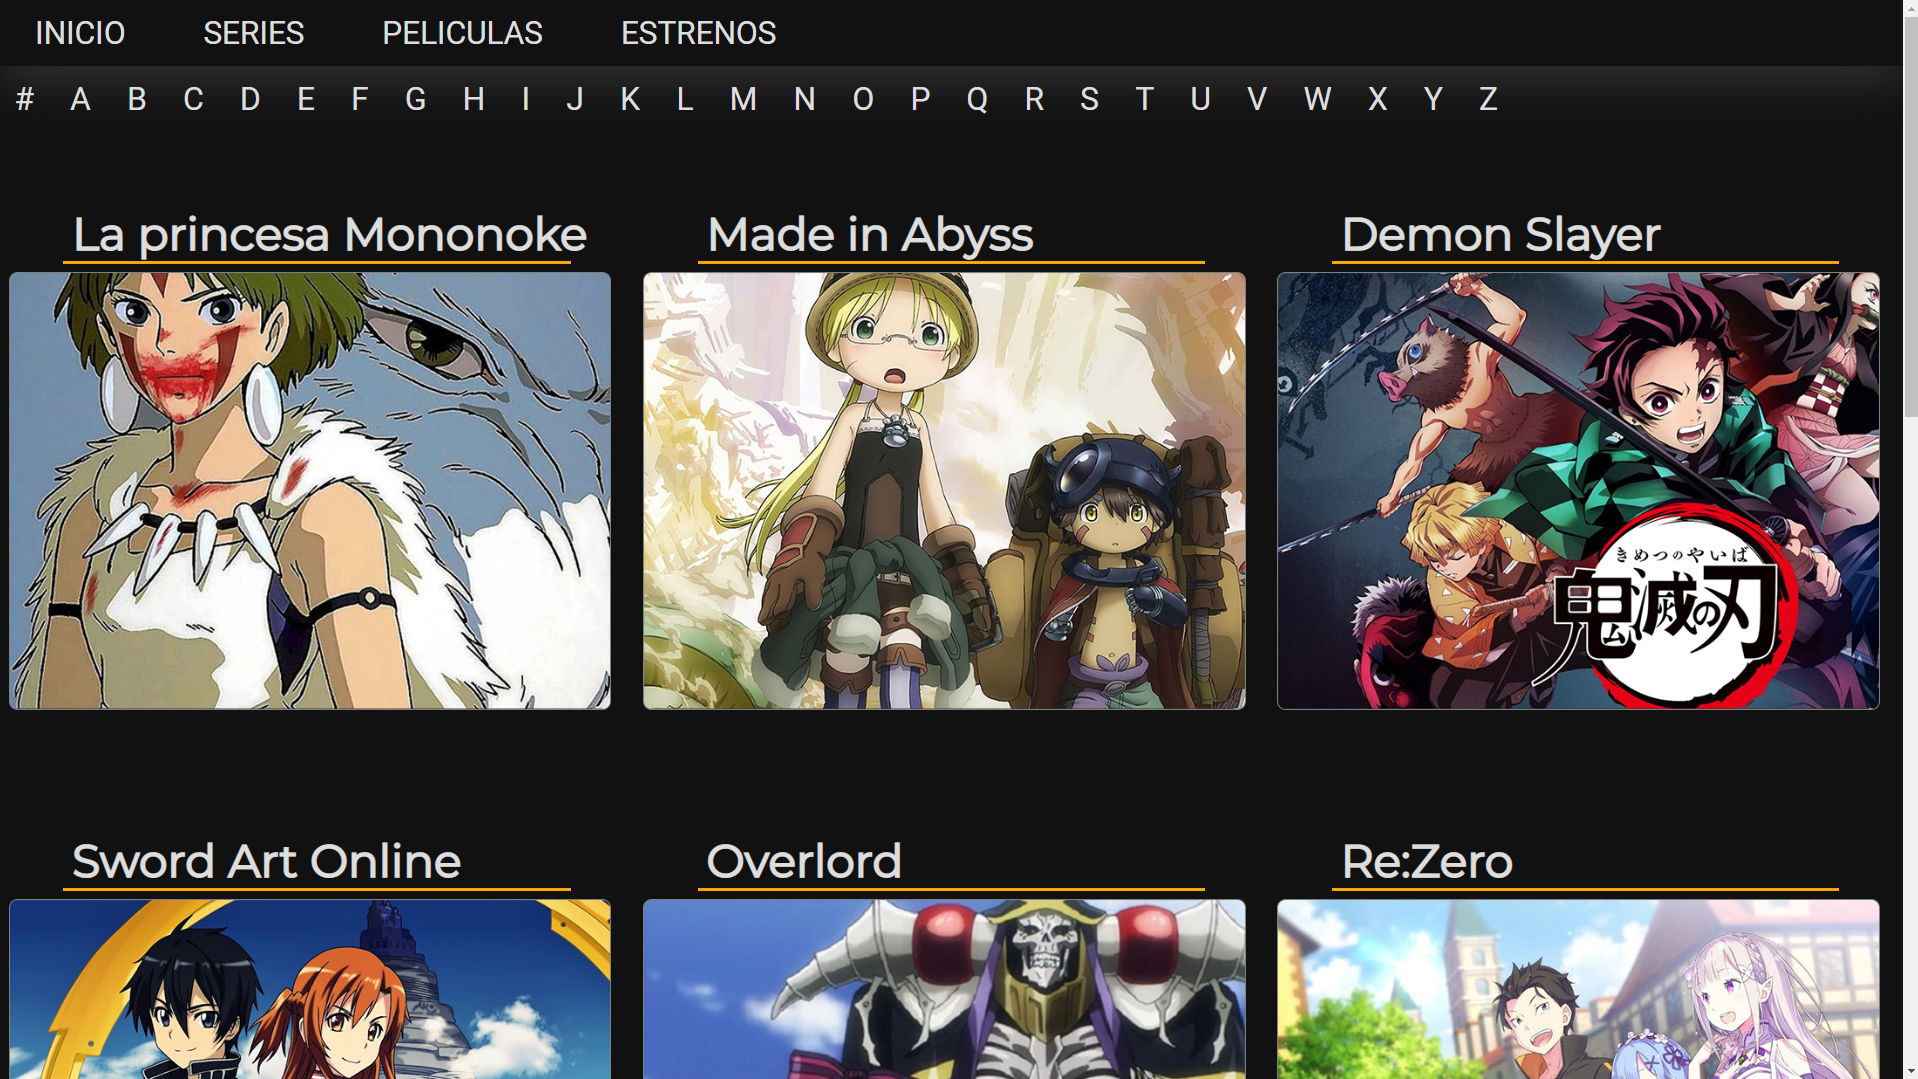 INICIO SERIES PELICULAS ESTRENOS
# A B C D E F G H I J K L M N O P Q R S T U V W X Y Z
La princesa Mononoke
Made in Abyss
Demon Slayer
きめつのやいば
鬼滅の刃
Sword Art Online
Overlord
Re:Zero